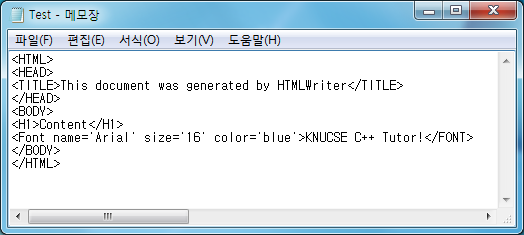 Test - 메모장
파일(F) 편집(E) 서식(O) 보기(V) 도움말(H)
<HTML>
<HEAD>
<TITLE>This document was generated by HTMLWriter</TITLE>
</HEAD>
<BODY>
<H1>Content</H1>
<Font name='Arial' size='16' color='blue'>KNUCSE C++ Tutor!</FONT>
</BODY>
</HTML>